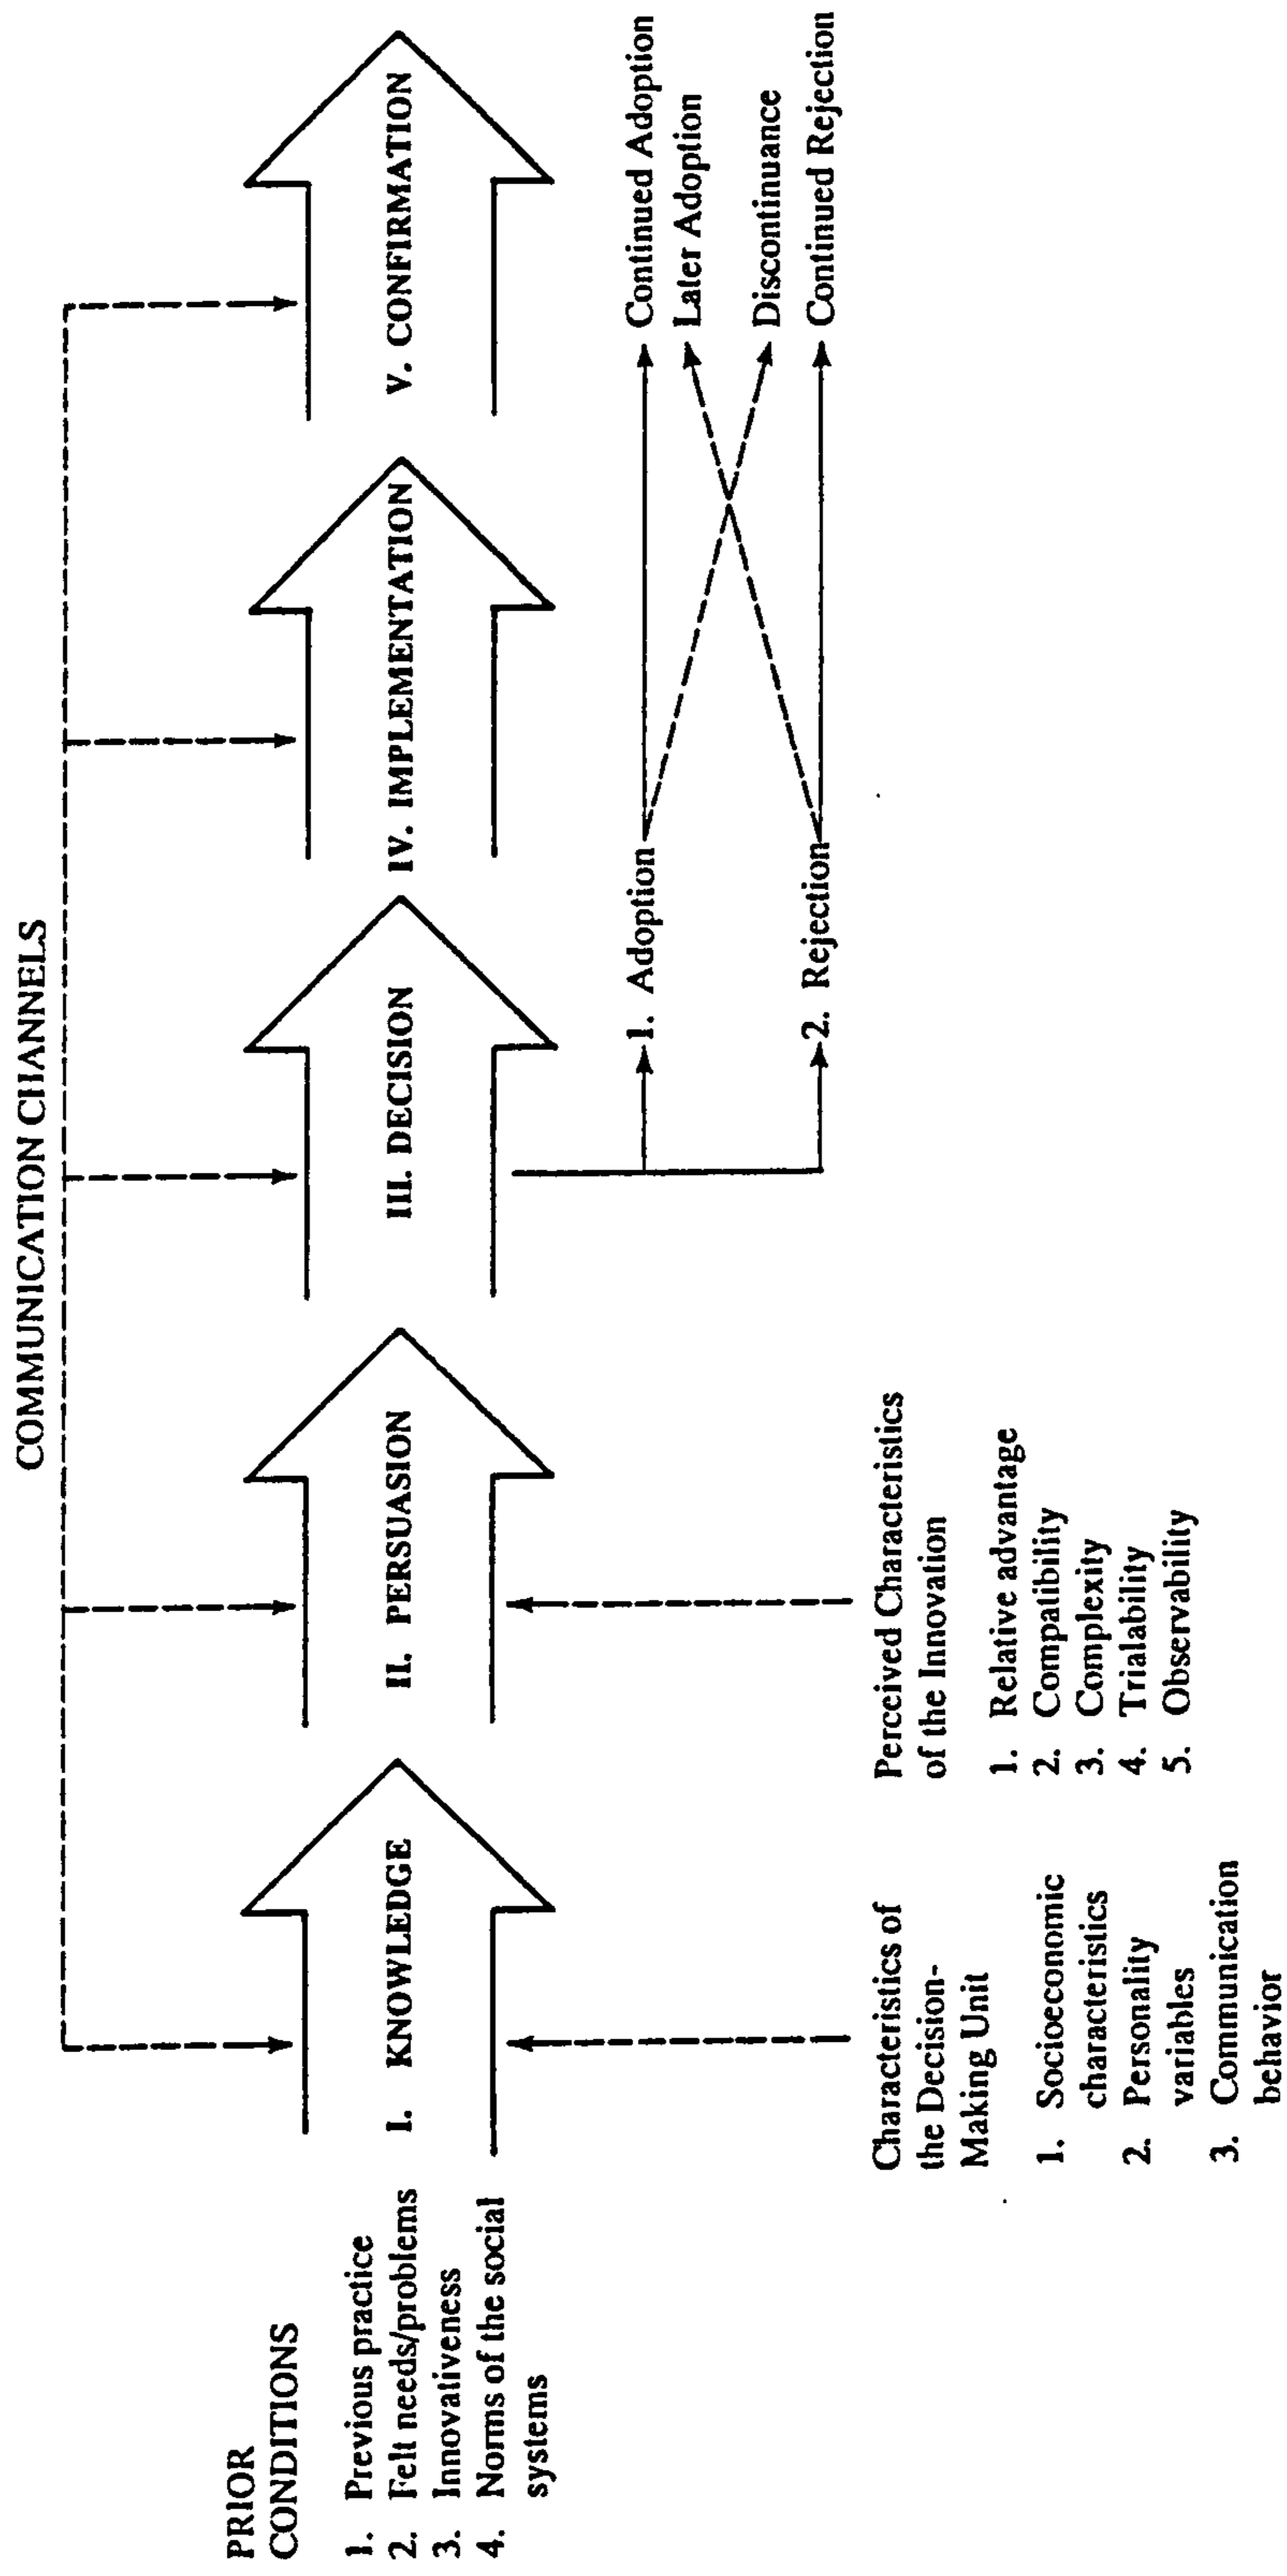 COMMUNICATION CHANNELS
PRIOR
CONDITIONS
1. Previous practice
2. Felt needs/problems
3. Innovativeness
4. Norms of the social
systems
I. KNOWLEDGE
II. PERSUASION
III. DECISION
IV. IMPLEMENTATION
V. CONFIRMATION
1. Adoption
2. Rejection
Continued Adoption
Later Adoption
Discontinuance
Continued Rejection
Characteristics of
the Decision-
Making Unit
1. Socioeconomic
characteristics
2. Personality
variables
3. Communication
behavior
Perceived Characteristics
of the Innovation
1. Relative advantage
2. Compatibility
3. Complexity
4. Trialability
5. Observability